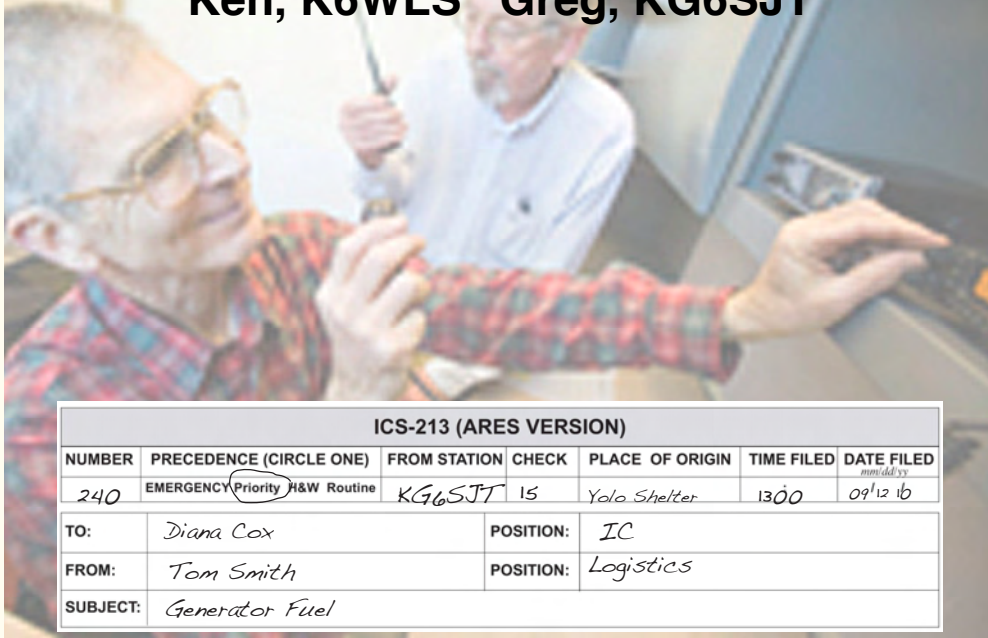 Ken, K6WLS Greg, KG6SJT
ICS-213 (ARES VERSION)
NUMBER PRECEDENCE (CIRCLE ONE) FROM STATION CHECK PLACE OF ORIGIN TIME FILED DATE FILED
mm/dd/yy
240 EMERGENCY Priority H&W Routine KG6SJT 15 Yolo Shelter 1300 09/12 16
TO: Diana Cox POSITION: IC
FROM: Tom Smith POSITION: Logistics
SUBJECT: Generator Fuel